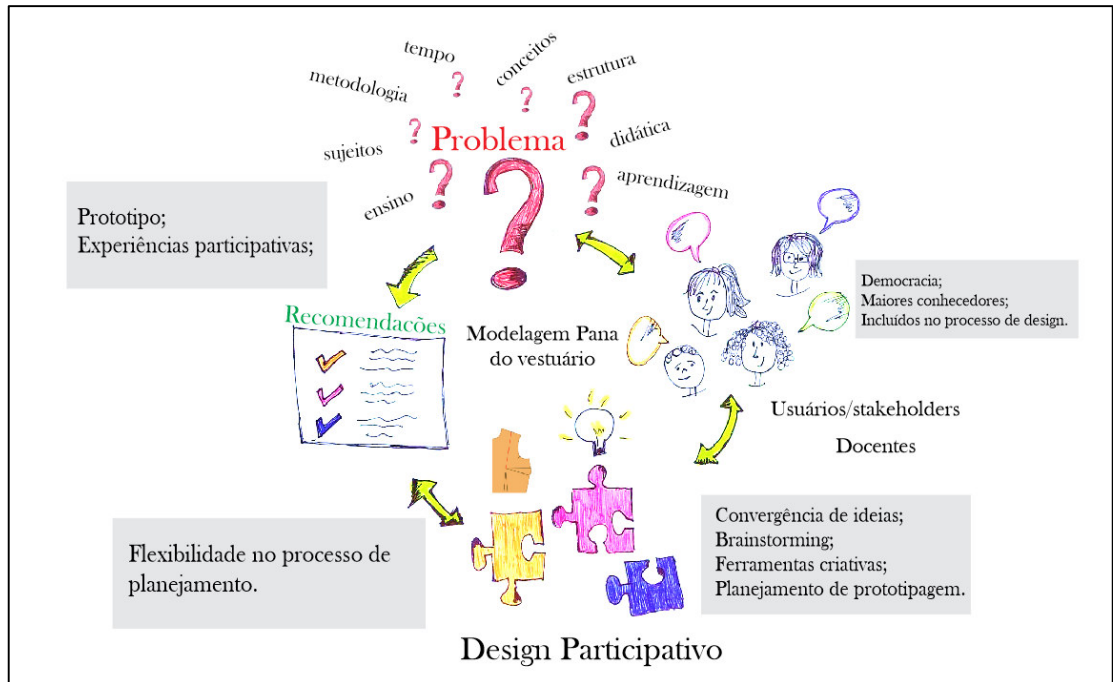 tempo
conceitos
estrutura
metodologia
Problema
didática
sujeitos
aprendizagem
ensino
Prototipo;
Experiências participativas;
Democracia;
Maiores conhecedores;
Incluídos no processo de design.
Recomendacões
Modelagem Pana
do vestuário
Usuários/stakeholders
Docentes
Convergência de ideias;
Brainstorming;
Ferramentas criativas;
Planejamento de prototipagem.
Flexibilidade no processo de
planejamento.
Design Participativo